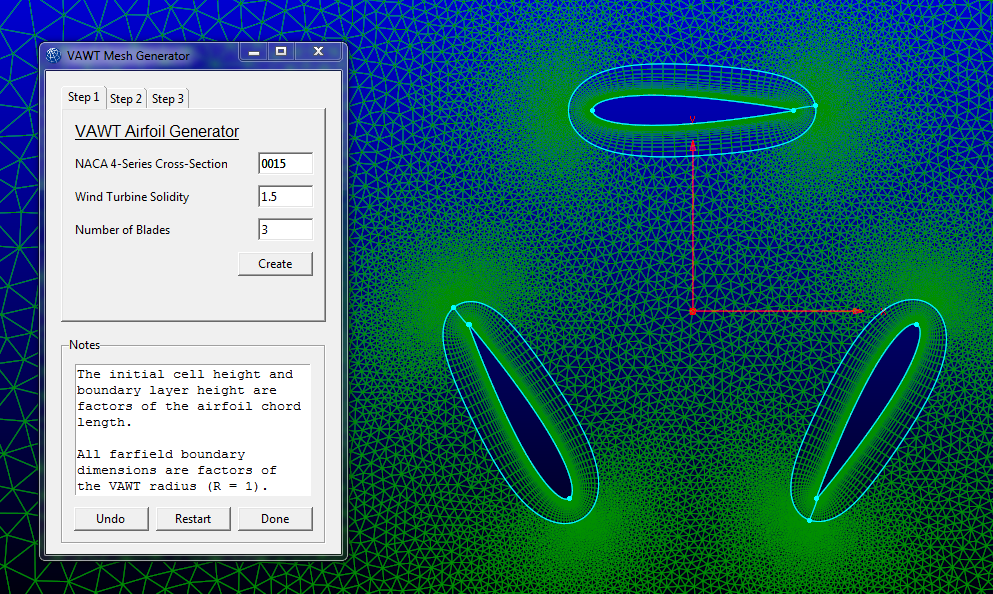 VAWT Mesh Generator
Step 1 Step 2 Step 3
VAWT Airfoil Generator
NACA 4-Series Cross-Section 0015
Wind Turbine Solidity 1.5
Number of Blades 3
Create
Notes
The initial cell height and
boundary layer height are
factors of the airfoil chord
length.
All farfield boundary
dimensions are factors of
the VAWT radius (R = 1).
Undo Restart Done
Y